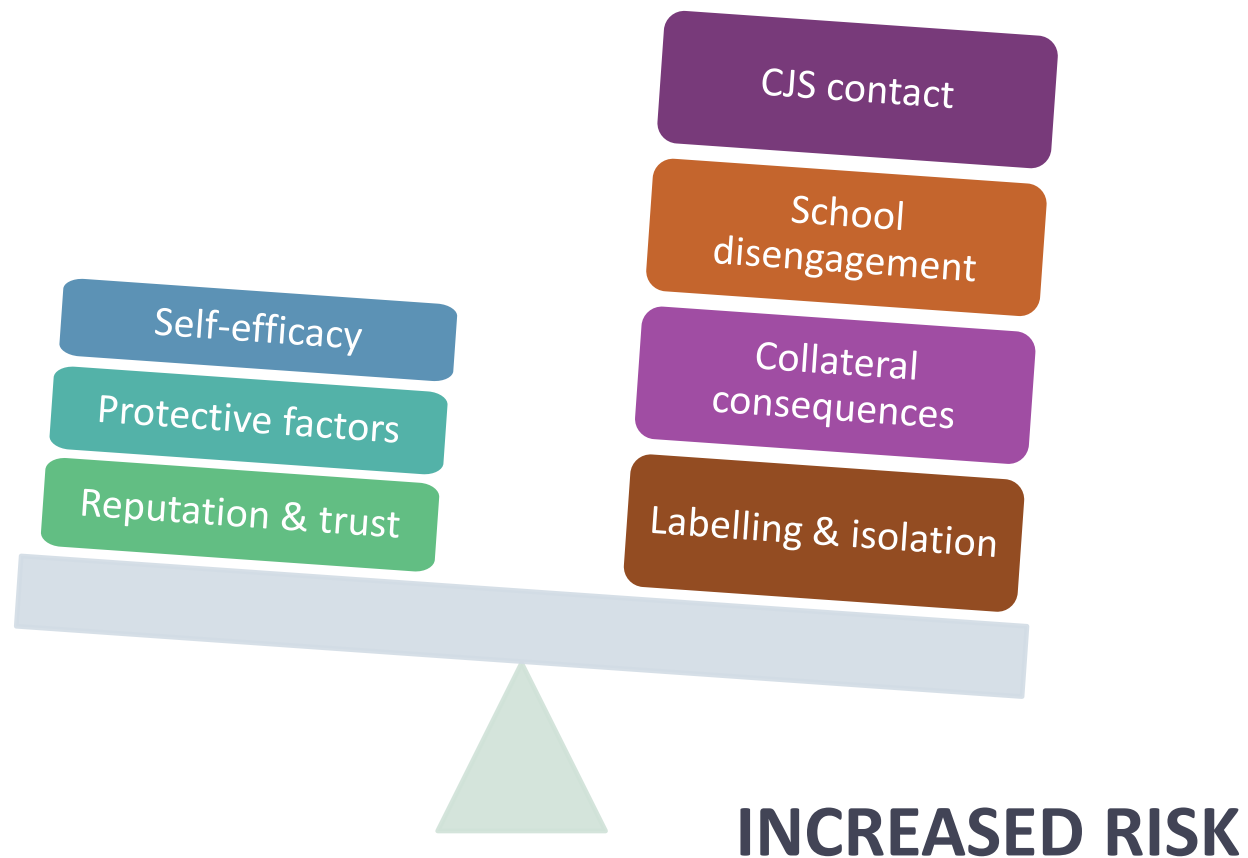 CJS contact
School
disengagement
Collateral
consequences
Labelling & isolation
Self-efficacy
Protective factors
Reputation & trust
INCREASED RISK